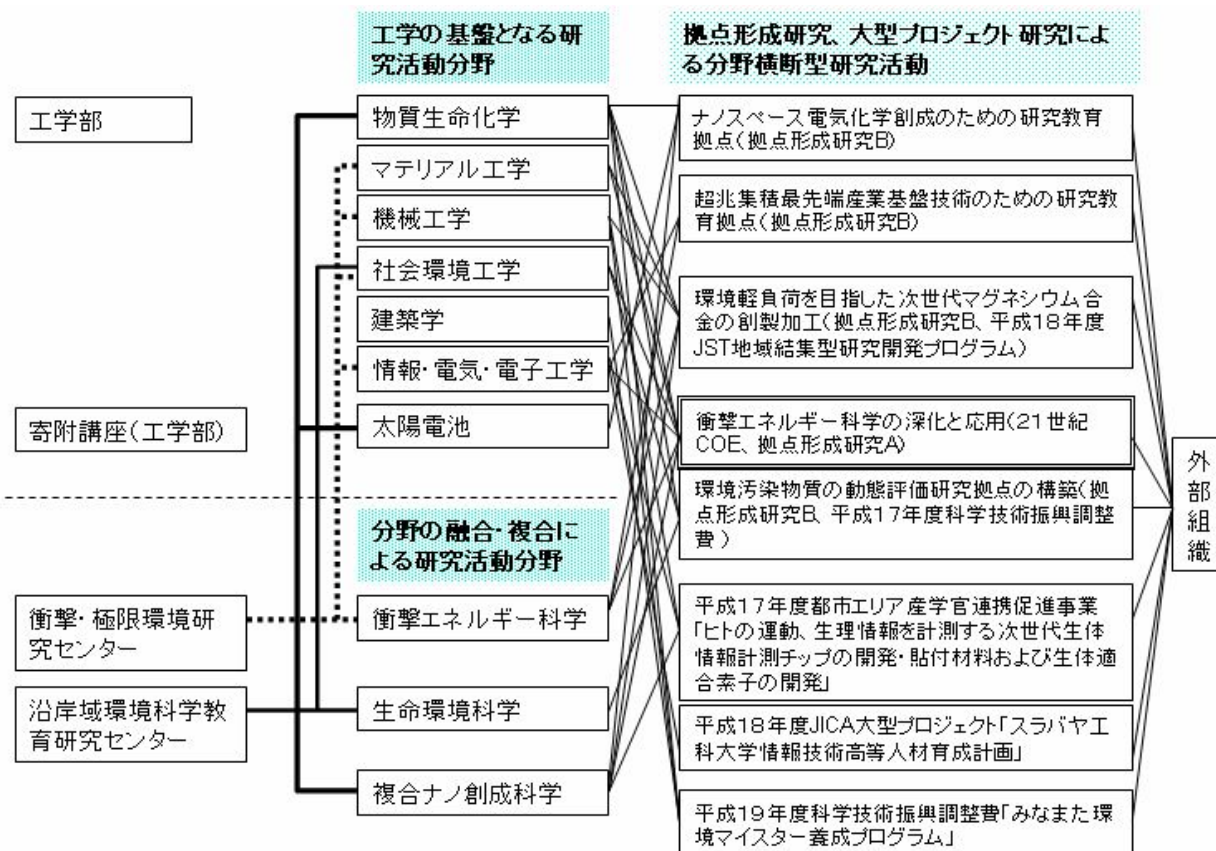 工学の基盤となる研
究活動分野
拠点形成研究、大型プロジェクト研究によ
る分野横断型研究活動
工学部
物質生命化学
マテリアル工学
機械工学
社会環境工学
建築学
情報・電気・電子工学
寄附講座(工学部)
太陽電池
分野の融合・複合に
よる研究活動分野
衝撃・極限環境研
究センター
衝撃エネルギー科学
沿岸域環境科学教
育研究センター
生命環境科学
複合ナノ創成科学
ナノスペース電気化学創成のための研究教育
拠点(拠点形成研究B)
超兆集積最先端産業基盤技術のための研究教
育拠点(拠点形成研究B)
環境軽負荷を目指した次世代マグネシウム合
金の創製加工(拠点形成研究B、平成18年度
JST地域結集型研究開発プログラム)
衝撃エネルギー科学の深化と応用(21世紀
COE、拠点形成研究A)
環境汚染物質の動態評価研究拠点の構築(拠
点形成研究B、平成17年度科学技術振興調整
費)
平成17年度都市エリア産学官連携促進事業
「ヒトの運動、生理情報を計測する次世代生体
情報計測チップの開発・貼付材料および生体適
合素子の開発」
平成18年度JICA大型プロジェクト「スラバヤ工
科大学情報技術高等人材育成計画」
平成19年度科学技術振興調整費「みなまた環
境マイスター養成プログラム」
外部組織